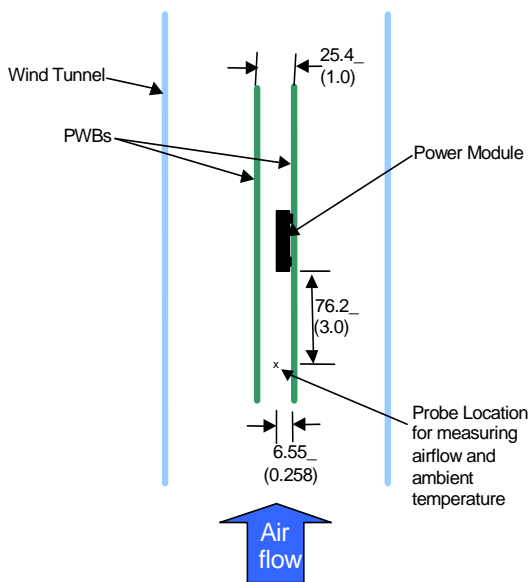 25.4_
(1.0)
Wind Tunnel
PWBs
Power Module
76.2_
(3.0)
x
Probe Location
for measuring
airflow and
ambient
temperature
6.55_
(0.258)
Air
flow